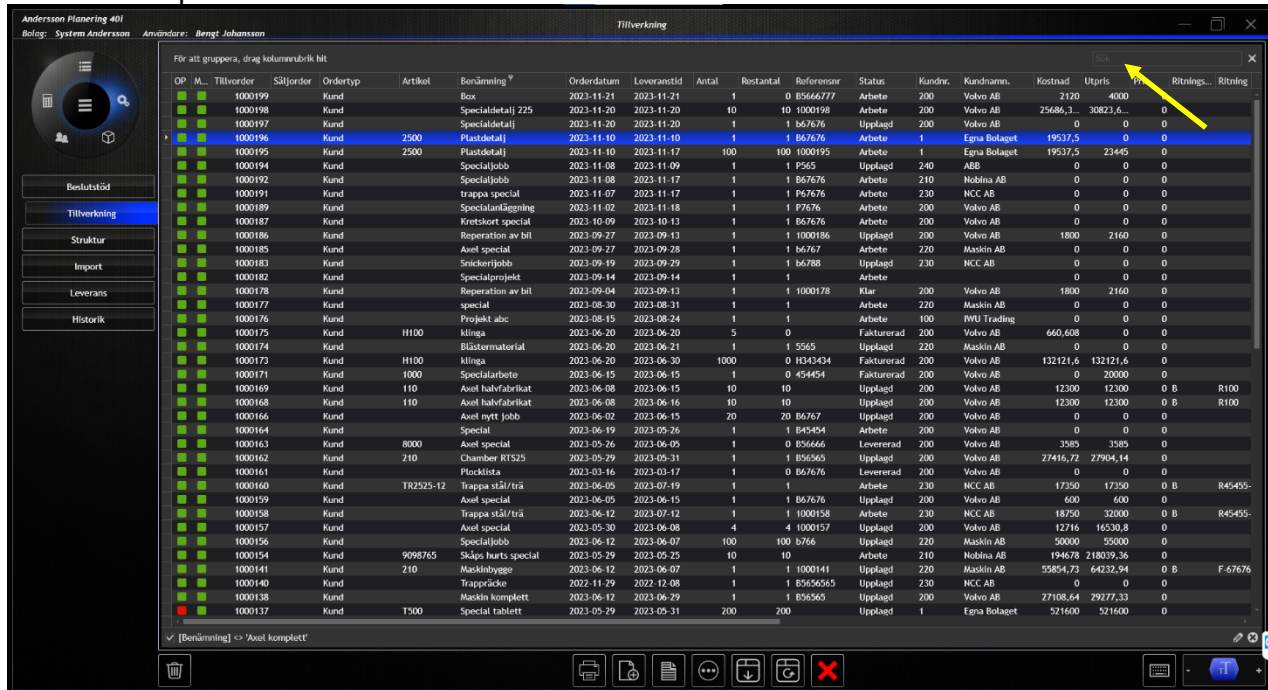 Andersson Planering 40i
Tillverkning
Bolag: System Andersson Användare: Bengt Johansson
För att gruppera, drag kolumnrubrik hit
Sök
OP M... Tillvorder Säljorder Ordertyp Artikel Benämning Orderdatum Leveranstid Antal Restantal Referensnr Status Kundnr. Kundnamn. Kostnad Utpris Ritnings... Ritning
1000199 Kund Box 2023-11-21 2023-11-21 1 0 B5666777 Arbete 200 Volvo AB 2120 4000
1000198 Kund Specialdetalj 225 2023-11-20 2023-11-20 10 10 1000198 Arbete 200 Volvo AB 25686,3... 30823,6... 0
1000197 Kund Specialdetalj 2023-11-20 2023-11-20 1 1 b67676 Upplagd 200 Volvo AB 0 0 0
1000196 Kund 2500 Plastdetalj 2023-11-10 2023-11-10 1 1 B67676 Arbete 1 Egna Bolaget 19537,5 0 0
1000195 Kund 2500 Plastdetalj 2023-11-10 2023-11-17 100 100 1000195 Arbete 1 Egna Bolaget 19537,5 23445 0
1000194 Kund Specialjobb 2023-11-08 2023-11-09 1 1 P565 Upplagd 240 ABB 0 0 0
1000192 Kund Specialjobb 2023-11-08 2023-11-17 1 1 B67676 Arbete 210 Nobina AB 0 0 0
1000191 Kund trappa special 2023-11-07 2023-11-17 1 1 P67676 Arbete 230 NCC AB 0 0 0
1000189 Kund Specialanläggning 2023-11-02 2023-11-18 1 1 P7676 Arbete 200 Volvo AB 0 0 0
1000187 Kund Kretskort special 2023-10-09 2023-10-13 1 1 B67676 Arbete 200 Volvo AB 0 0 0
1000186 Kund Reperation av bil 2023-09-27 2023-09-13 1 1 1000186 Upplagd 200 Volvo AB 1800 2160 0
1000185 Kund Axel special 2023-09-27 2023-09-28 1 1 b6767 Arbete 220 Maskin AB 0 0 0
1000183 Kund Snickerijobb 2023-09-19 2023-09-29 1 1 b6788 Upplagd 230 NCC AB 0 0 0
1000182 Kund Specialprojekt 2023-09-14 2023-09-14 1 1 Arbete 0 0 0
1000178 Kund Reperation av bil 2023-09-04 2023-09-13 1 1 1000178 Klar 200 Volvo AB 1800 2160 0
1000177 Kund special 2023-08-30 2023-08-31 1 1 Arbete 220 Maskin AB 0 0 0
1000176 Kund Projekt abc 2023-08-15 2023-08-24 1 1 Arbete 100 IWU Trading 0 0 0
1000175 Kund H100 klinga 2023-06-20 2023-06-20 5 0 Fakturerad 200 Volvo AB 660,608 0 0
1000174 Kund Blästermaterial 2023-06-20 2023-06-21 1 1 5565 Upplagd 220 Maskin AB 0 0 0
1000173 Kund H100 klinga 2023-06-20 2023-06-30 1000 0 H343434 Fakturerad 200 Volvo AB 132121,6 132121,6 0
1000171 Kund 1000 Specialarbete 2023-06-15 2023-06-15 1 0 454454 Fakturerad 200 Volvo AB 0 20000 0
1000169 Kund 110 Axel halvfabrikat 2023-06-08 2023-06-15 10 10 Upplagd 200 Volvo AB 12300 12300 0 B R100
1000168 Kund 110 Axel halvfabrikat 2023-06-08 2023-06-16 10 10 Upplagd 200 Volvo AB 12300 12300 0 B R100
1000166 Kund Axel nytt jobb 2023-06-02 2023-06-15 20 20 B6767 Upplagd 200 Volvo AB 0 0 0
1000164 Kund Special 2023-06-19 2023-05-26 1 1 B45454 Arbete 200 Volvo AB 0 0 0
1000163 Kund 8000 Axel special 2023-05-26 2023-06-05 1 0 B56666 Levererad 200 Volvo AB 3585 3585 0
1000162 Kund 210 Chamber RTS25 2023-05-29 2023-05-31 1 1 B56565 Upplagd 200 Volvo AB 27416,72 27904,14 0
1000161 Kund Plocklista 2023-03-16 2023-03-17 1 0 B67676 Levererad 200 Volvo AB 0 0 0
1000160 Kund TR2525-12 Trappa stål/trä 2023-06-05 2023-07-19 1 1 Arbete 230 NCC AB 17350 17350 0 B R45455-
1000159 Kund Axel special 2023-06-05 2023-06-15 1 1 B67676 Upplagd 200 Volvo AB 600 600 0
1000158 Kund Trappa stål/trä 2023-06-12 2023-07-12 1 1 1000158 Arbete 230 NCC AB 18750 32000 0 B R45455-
1000157 Kund Axel special 2023-05-30 2023-06-08 4 4 1000157 Upplagd 200 Volvo AB 12716 16530,8 0
1000156 Kund Specialjobb 2023-06-12 2023-06-07 100 100 b766 Upplagd 220 Maskin AB 50000 55000 0
1000154 Kund 9098765 Skåps hurts special 2023-05-29 2023-05-25 10 10 Arbete 210 Nobina AB 194678 218039,36 0
1000141 Kund 210 Maskinbygge 2023-06-12 2023-06-07 1 1 1000141 Upplagd 220 Maskin AB 55854,73 64232,94 0 B F-67676
1000140 Kund Trappräcke 2022-11-29 2022-12-08 1 1 B5656565 Upplagd 230 NCC AB 0 0 0
1000138 Kund Maskin komplett 2023-06-12 2023-06-29 1 1 B56565 Upplagd 200 Volvo AB 27108,64 29277,33 0
1000137 Kund T500 Special tablett 2023-05-29 2023-05-31 200 200 Upplagd 1 Egna Bolaget 521600 521600 0
[Benämning] <> 'Axel komplett'
Beslutstöd
Tillverkning
Struktur
Import
Leverans
Historik
- T +